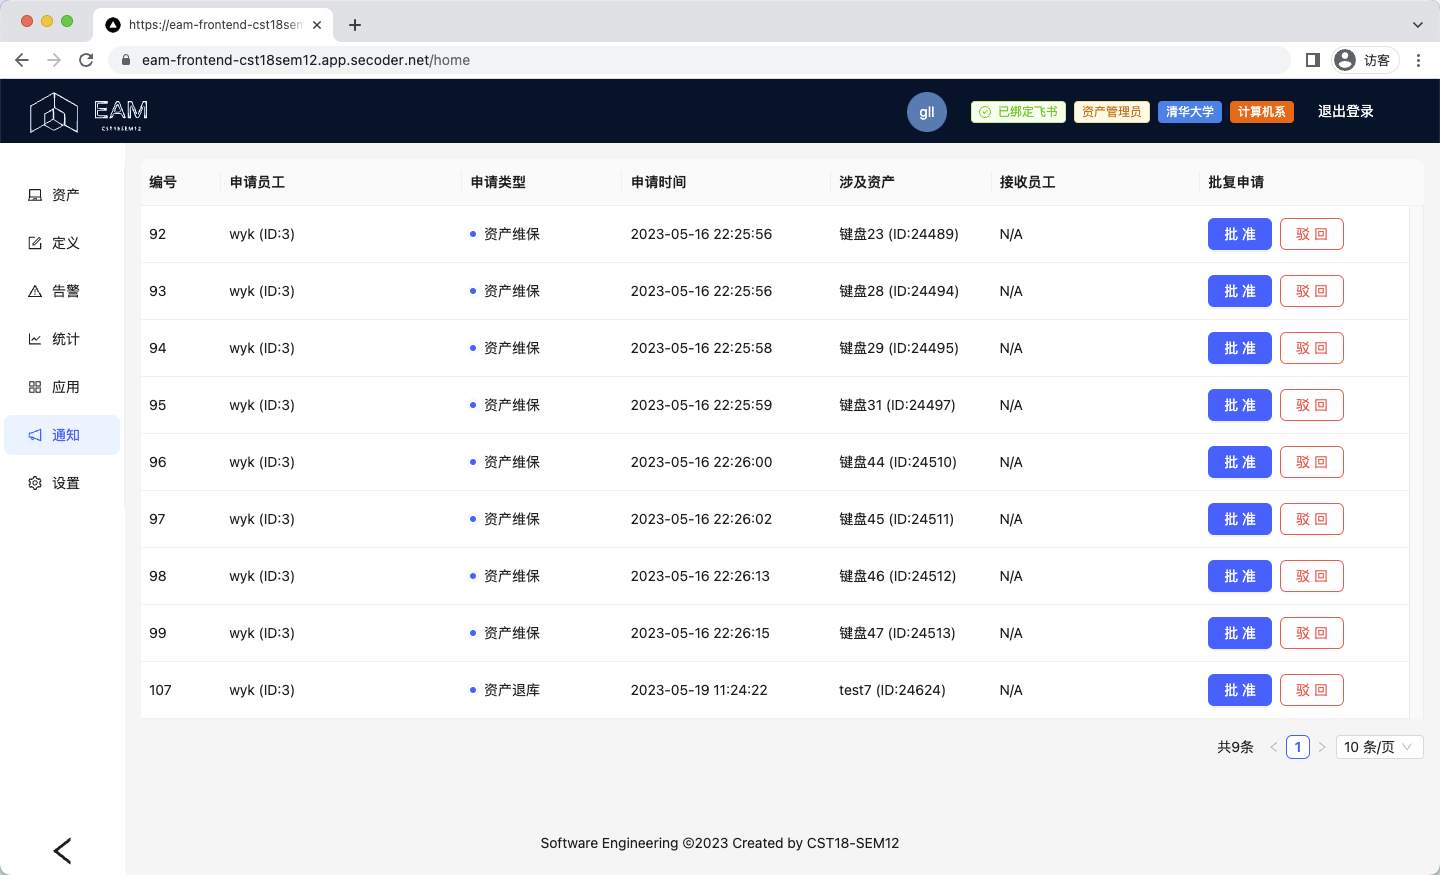 https://eam-frontend-cst18sem
eam-frontend-cst18sem12.app.secoder.net/home
访客
EAM
CST18SEM12
gll
已绑定飞书
资产管理员
清华大学
计算机系
退出登录
资产
定义
告警
统计
应用
通知
设置
编号 申请员工 申请类型 申请时间 涉及资产 接收员工 批复申请
92 wyk (ID:3) 资产维保 2023-05-16 22:25:56 键盘23 (ID:24489) N/A 批 准 驳 回
93 wyk (ID:3) 资产维保 2023-05-16 22:25:56 键盘28 (ID:24494) N/A 批 准 驳 回
94 wyk (ID:3) 资产维保 2023-05-16 22:25:58 键盘29 (ID:24495) N/A 批 准 驳 回
95 wyk (ID:3) 资产维保 2023-05-16 22:25:59 键盘31 (ID:24497) N/A 批 准 驳 回
96 wyk (ID:3) 资产维保 2023-05-16 22:26:00 键盘44 (ID:24510) N/A 批 准 驳 回
97 wyk (ID:3) 资产维保 2023-05-16 22:26:02 键盘45 (ID:24511) N/A 批 准 驳 回
98 wyk (ID:3) 资产维保 2023-05-16 22:26:13 键盘46 (ID:24512) N/A 批 准 驳 回
99 wyk (ID:3) 资产维保 2023-05-16 22:26:15 键盘47 (ID:24513) N/A 批 准 驳 回
107 wyk (ID:3) 资产退库 2023-05-19 11:24:22 test7 (ID:24624) N/A 批 准 驳 回
共9条 1 10 条/页
Software Engineering ©2023 Created by CST18-SEM12